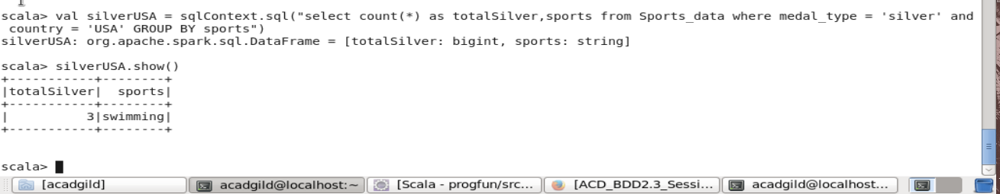 scala> val silverUSA = sqlContext.sql("select count(*) as totalSilver,sports from Sports_data where medal_type = 'silver' and
 country = 'USA' GROUP BY sports")
silverUSA: org.apache.spark.sql.DataFrame = [totalSilver: bigint, sports: string]
scala> silverUSA.show()
+-----------+--------+
|totalSilver|  sports|
+-----------+--------+
|          3|swimming|
+-----------+--------+
scala>
[acadgild] acadgild@localhost:~ [Scala - progfun/src... [ACD_BDD2.3_Sessi... acadgild@localhost...